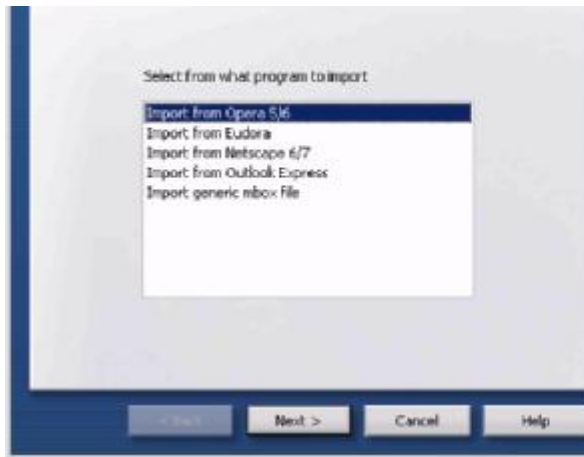 Select from what program to import
Import from Opera 5/6
Import from Eudora
Import from Netscape 6/7
Import from Outlook Express
Import generic mbox file
< Back
Next >
Cancel
Help